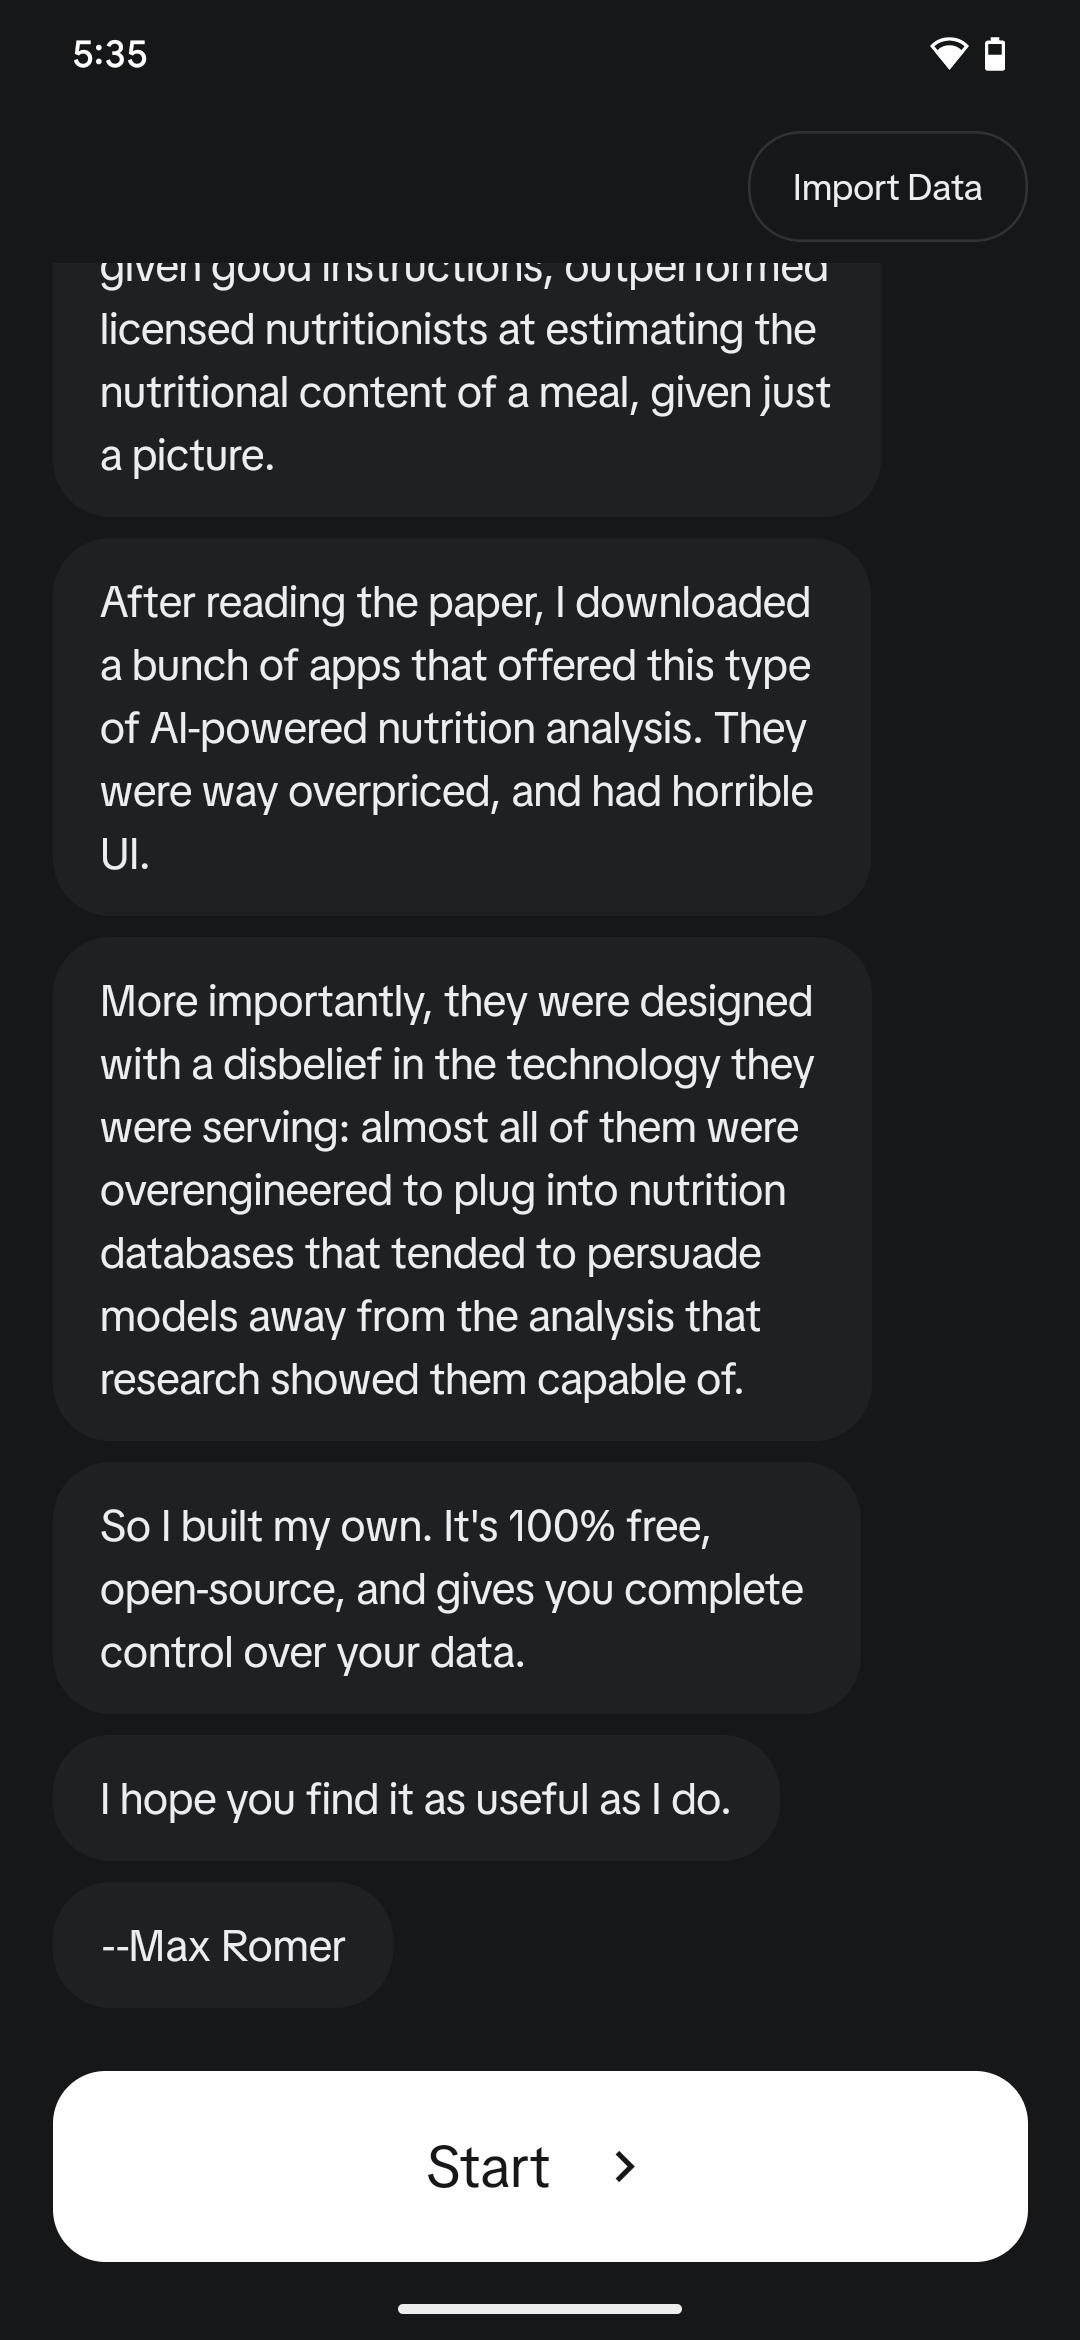 5:35
Import Data
given good instructions, outperformed
licensed nutritionists at estimating the
nutritional content of a meal, given just
a picture.
After reading the paper, I downloaded
a bunch of apps that offered this type
of AI-powered nutrition analysis. They
were way overpriced, and had horrible
UI.
More importantly, they were designed
with a disbelief in the technology they
were serving: almost all of them were
overengineered to plug into nutrition
databases that tended to persuade
models away from the analysis that
research showed them capable of.
So I built my own. It's 100% free,
open-source, and gives you complete
control over your data.
I hope you find it as useful as I do.
--Max Romer
Start